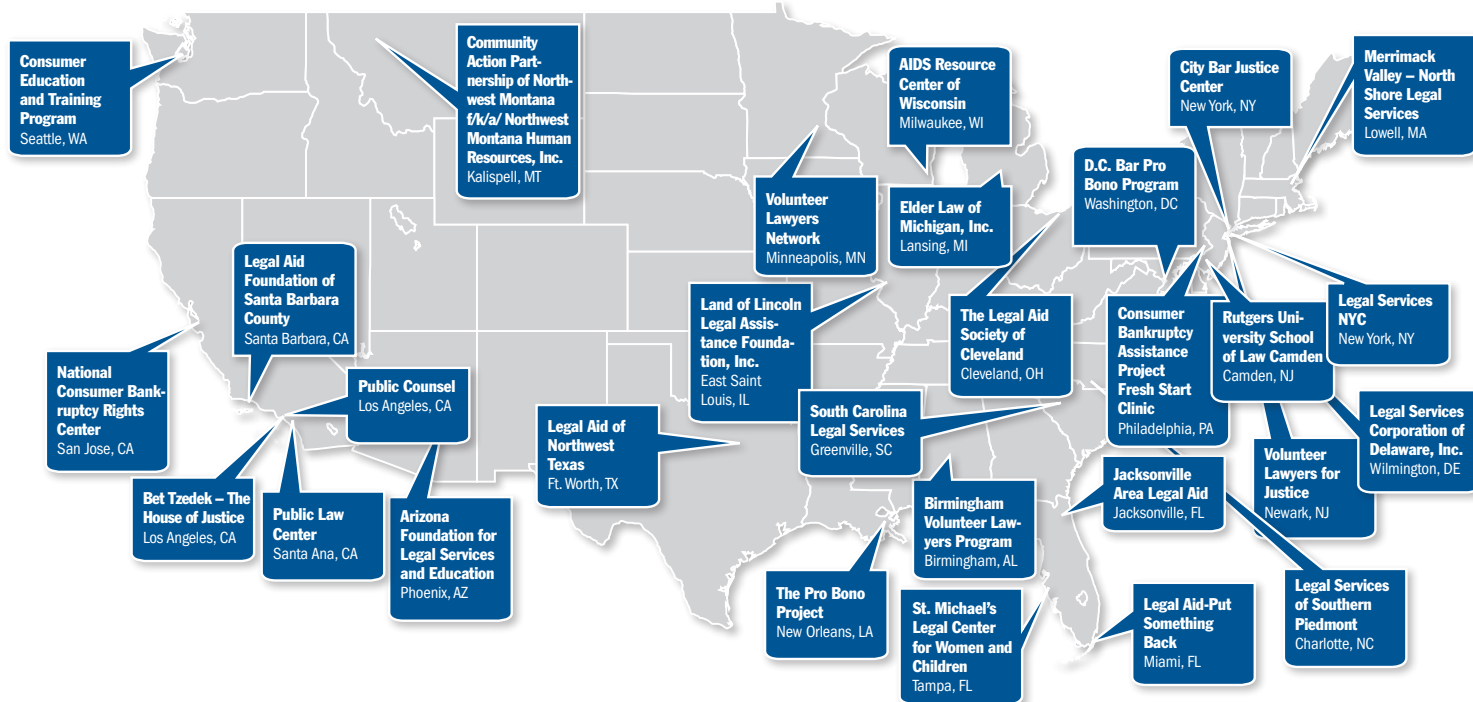 Consumer
Education
and Training
Program
Seattle, WA
Community
Action Part-
nership of North-
west Montana
f/k/a/ Northwest
Montana Human
Resources, Inc.
Kalispell, MT
AIDS Resource
Center of
Wisconsin
Milwaukee, WI
City Bar Justice
Center
New York, NY
Merrimack
Valley – North
Shore Legal
Services
Lowell, MA
D.C. Bar Pro
Bono Program
Washington, DC
Volunteer
Lawyers
Network
Minneapolis, MN
Elder Law of
Michigan, Inc.
Lansing, MI
Legal Aid
Foundation of
Santa Barbara
County
Santa Barbara, CA
Land of Lincoln
Legal Assis-
tance Founda-
tion, Inc.
East Saint
Louis, IL
The Legal Aid
Society of
Cleveland
Cleveland, OH
Consumer
Bankruptcy
Assistance
Project
Fresh Start
Clinic
Philadelphia, PA
Rutgers Uni-
versity School
of Law Camden
Camden, NJ
Legal Services
NYC
New York, NY
National
Consumer Bank-
ruptcy Rights
Center
San Jose, CA
Public Counsel
Los Angeles, CA
Legal Aid of
Northwest
Texas
Ft. Worth, TX
South Carolina
Legal Services
Greenville, SC
Legal Services
Corporation of
Delaware, Inc.
Wilmington, DE
Volunteer
Lawyers for
Justice
Newark, NJ
Jacksonville
Area Legal Aid
Jacksonville, FL
Bet Tzedek – The
House of Justice
Los Angeles, CA
Public Law
Center
Santa Ana, CA
Arizona
Foundation for
Legal Services
and Education
Phoenix, AZ
Birmingham
Volunteer Law-
yers Program
Birmingham, AL
The Pro Bono
Project
New Orleans, LA
St. Michael's
Legal Center
for Women and
Children
Tampa, FL
Legal Aid-Put
Something
Back
Miami, FL
Legal Services
of Southern
Piedmont
Charlotte, NC